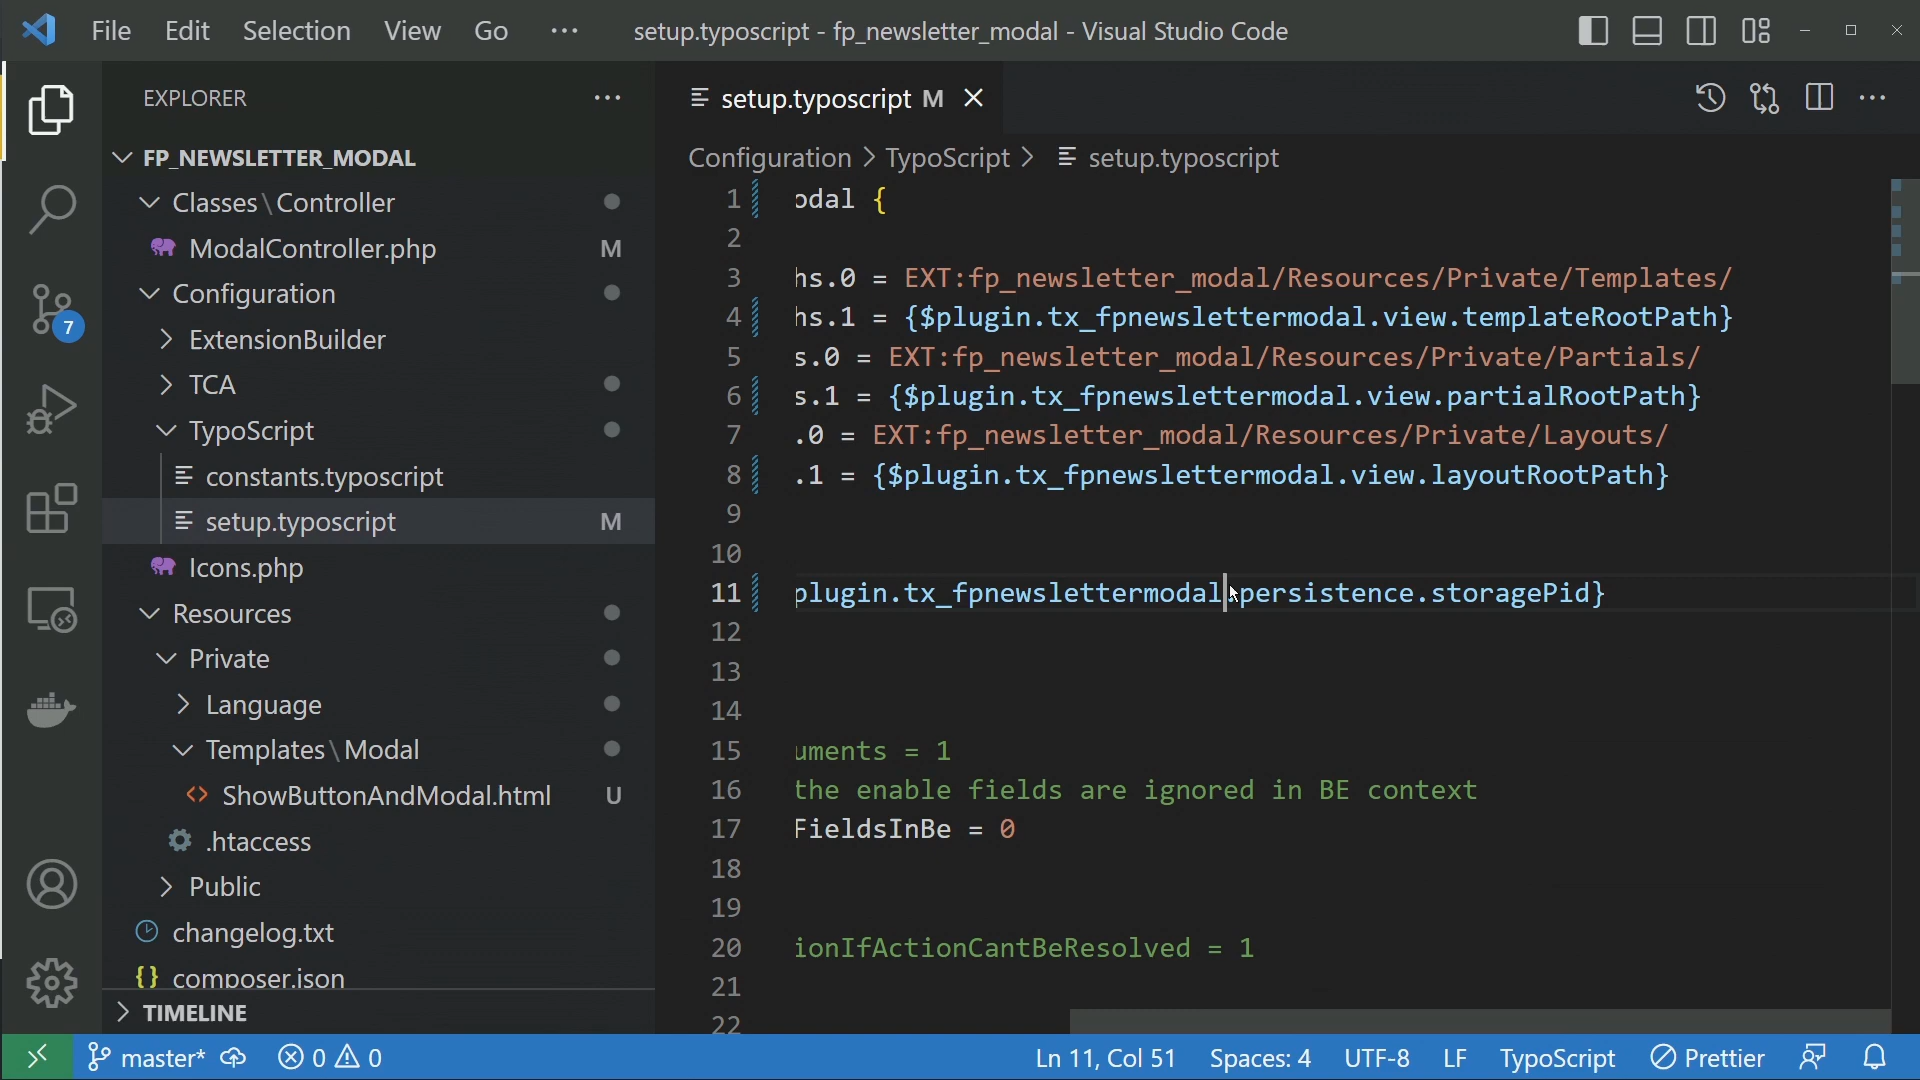 File Edit Selection View Go ··· setup.typoscript - fp_newsletter_modal - Visual Studio Code
EXPLORER ···
FP_NEWSLETTER_MODAL
Classes\Controller
ModalController.php M
Configuration
ExtensionBuilder
TCA
TypoScript
constants.typoscript
setup.typoscript M
Icons.php
Resources
Private
Language
Templates\Modal
ShowButtonAndModal.html U
.htaccess
Public
changelog.txt
{} composer.json
TIMELINE
7
setup.typoscript M
Configuration > TypoScript > setup.typoscript
1 odal {
2
3 hs.0 = EXT:fp_newsletter_modal/Resources/Private/Templates/
4 hs.1 = {$plugin.tx_fpnewslettermodal.view.templateRootPath}
5 s.0 = EXT:fp_newsletter_modal/Resources/Private/Partials/
6 s.1 = {$plugin.tx_fpnewslettermodal.view.partialRootPath}
7 .0 = EXT:fp_newsletter_modal/Resources/Private/Layouts/
8 .1 = {$plugin.tx_fpnewslettermodal.view.layoutRootPath}
9
10
11 plugin.tx_fpnewslettermodal.persistence.storagePid}
12
13
14
15 uments = 1
16 the enable fields are ignored in BE context
17 FieldsInBe = 0
18
19
20 ionIfActionCantBeResolved = 1
21
22
master* 0 0 Ln 11, Col 51 Spaces: 4 UTF-8 LF TypoScript Prettier